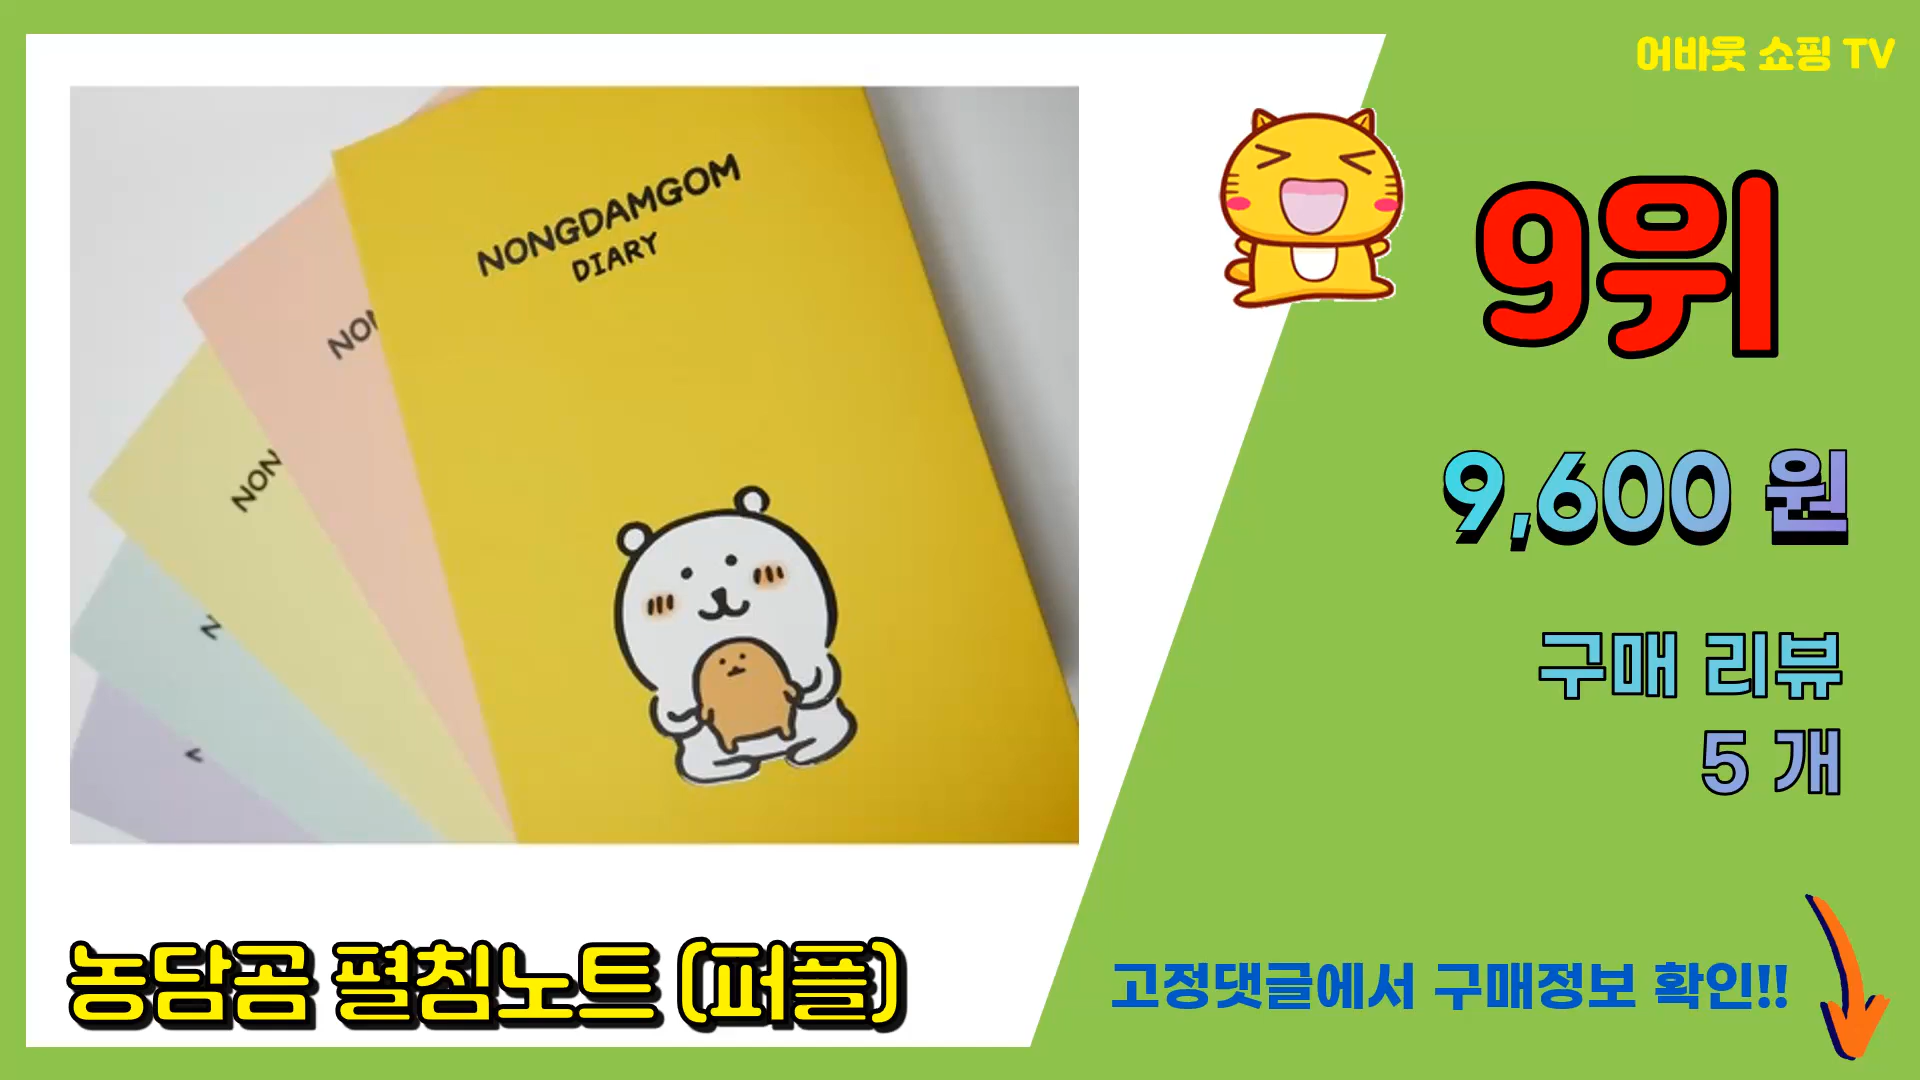 어바웃 쇼핑 TV
9위
NONGDAMGOM
DIARY
NON
NON
9,600 원
구매 리뷰
5 개
농담곰 펼침노트 (퍼플)
고정댓글에서 구매정보 확인!!